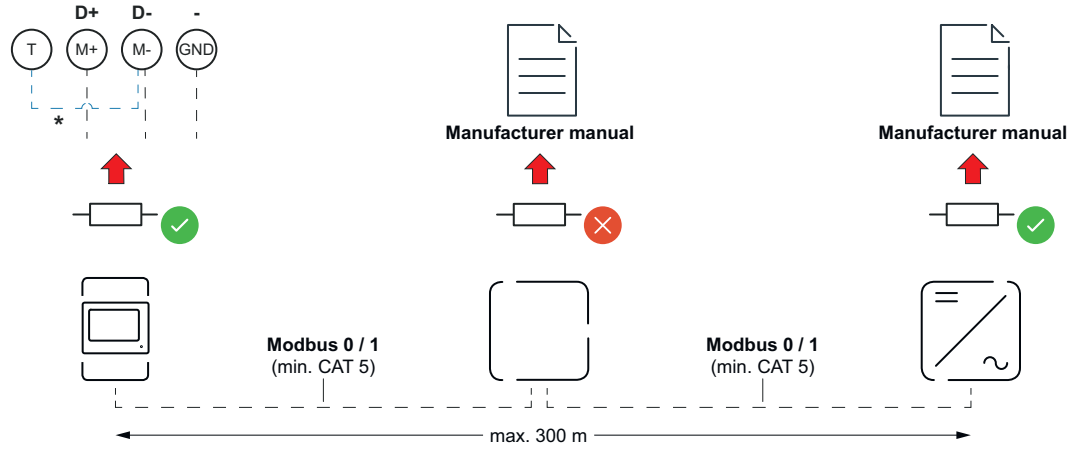 D+ D- -
T M+ M- GND
*
Manufacturer manual
Manufacturer manual
Modbus 0 / 1
(min. CAT 5)
Modbus 0 / 1
(min. CAT 5)
max. 300 m